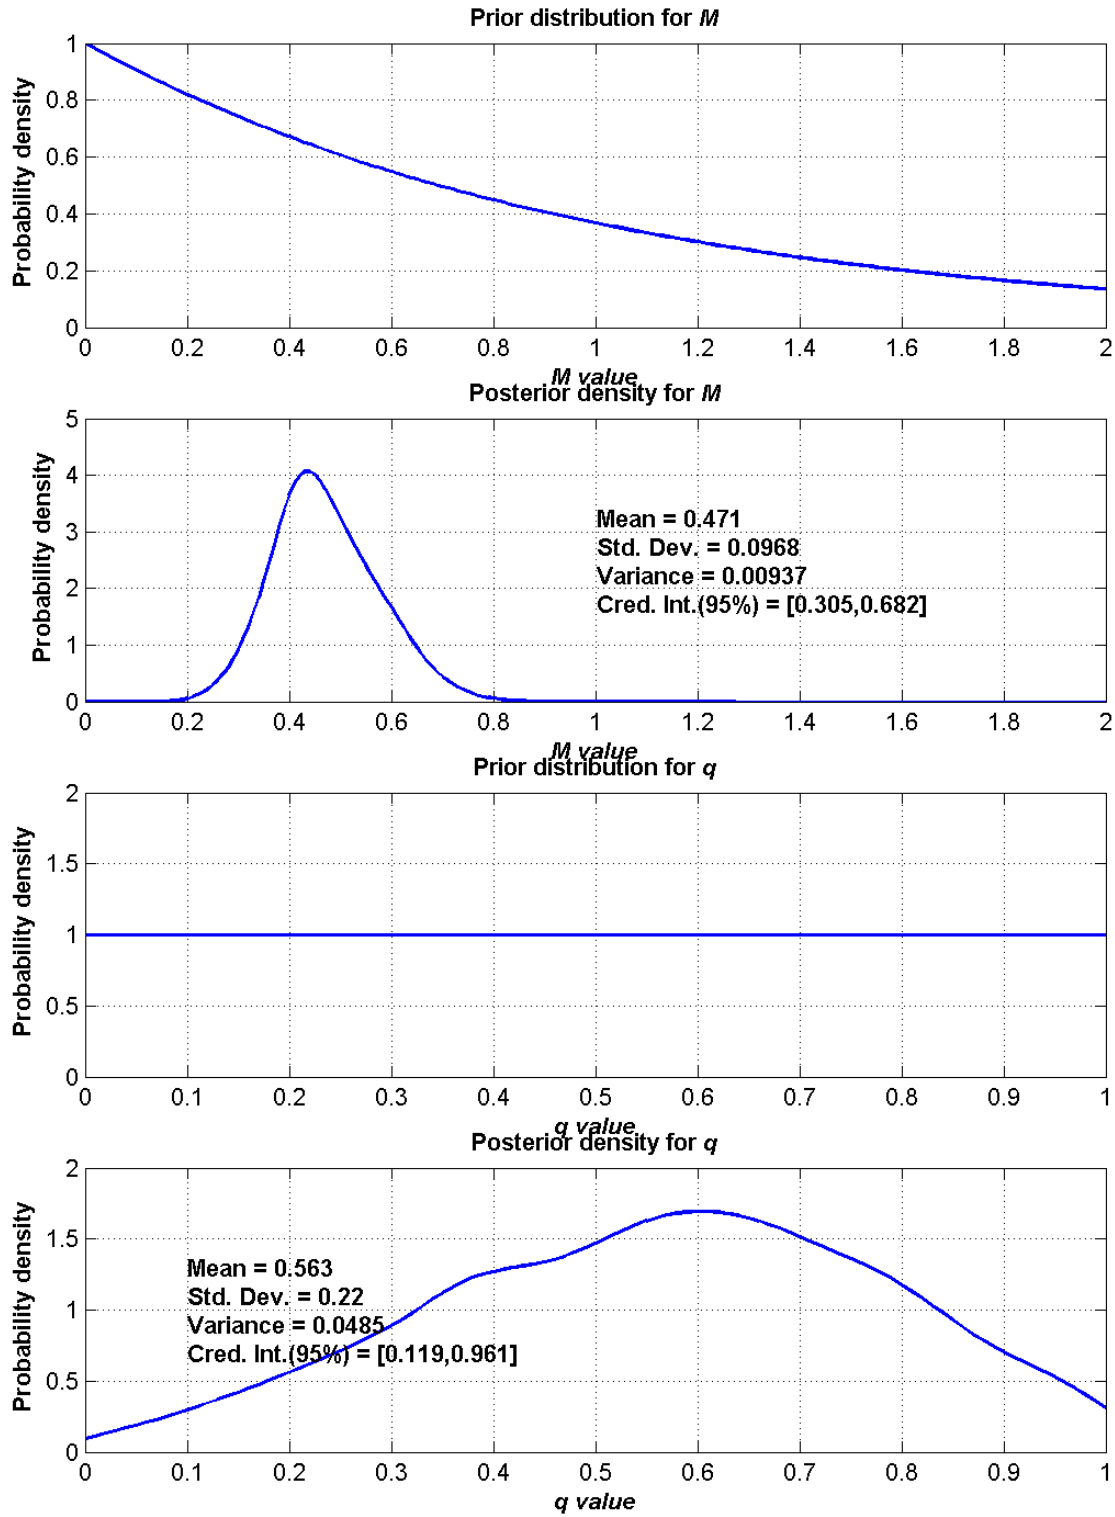 Prior distribution for M
Probability density
1
0.8
0.6
0.4
0.2
0
0 0.2 0.4 0.6 0.8 1 1.2 1.4 1.6 1.8 2
M value
Posterior density for M
Probability density
5
4
3
2
1
0
Mean = 0.471
Std. Dev. = 0.0968
Variance = 0.00937
Cred. Int.(95%) = [0.305,0.682]
0 0.2 0.4 0.6 0.8 1 1.2 1.4 1.6 1.8 2
M value
Prior distribution for q
Probability density
2
1.5
1
0.5
0
0 0.1 0.2 0.3 0.4 0.5 0.6 0.7 0.8 0.9 1
q value
Posterior density for q
Probability density
2
1.5
1
0.5
0
Mean = 0.563
Std. Dev. = 0.22
Variance = 0.0485
Cred. Int.(95%) = [0.119,0.961]
0 0.1 0.2 0.3 0.4 0.5 0.6 0.7 0.8 0.9 1
q value